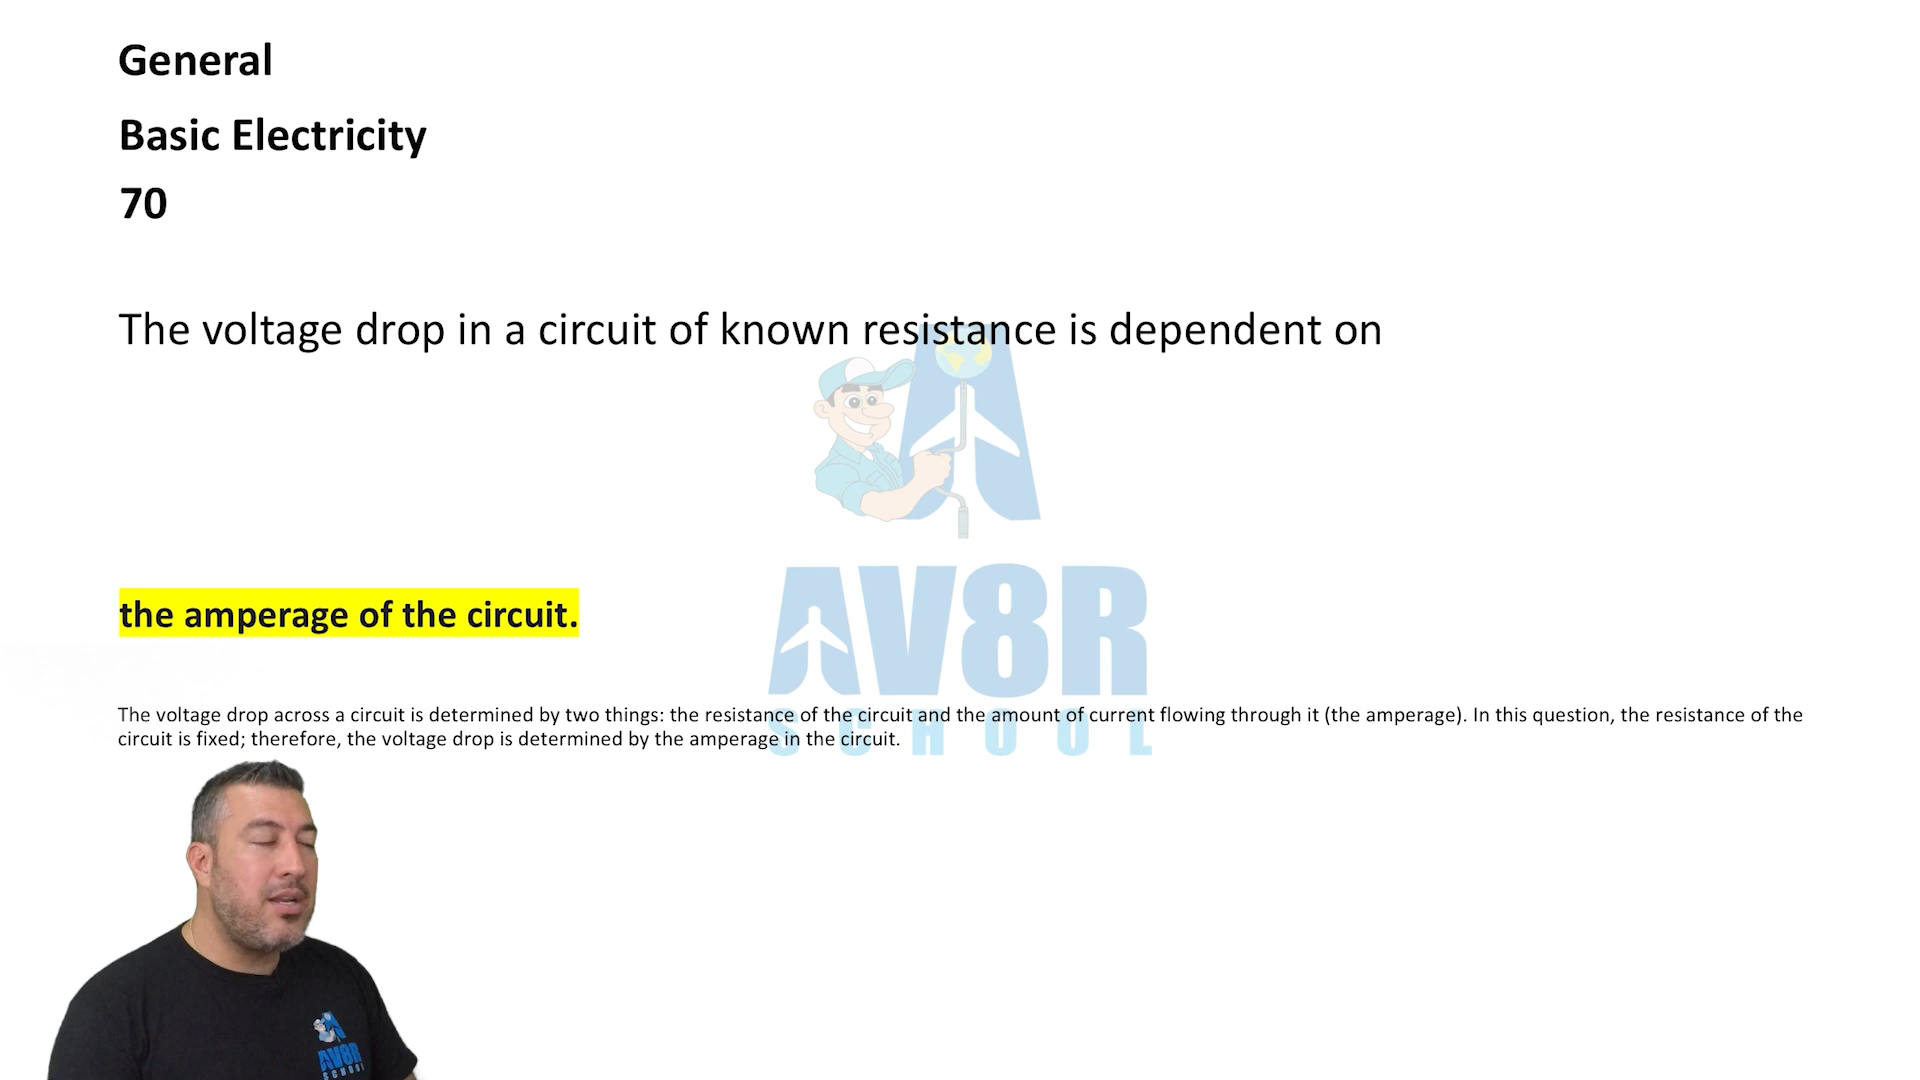 General
Basic Electricity
70
The voltage drop in a circuit of known resistance is dependent on
the amperage of the circuit.
AV8R
The voltage drop across a circuit is determined by two things: the resistance of the circuit and the amount of current flowing through it (the amperage). In this question, the resistance of the
circuit is fixed; therefore, the voltage drop is determined by the amperage in the circuit.
SCHOOL
AV8R
SCHOOL